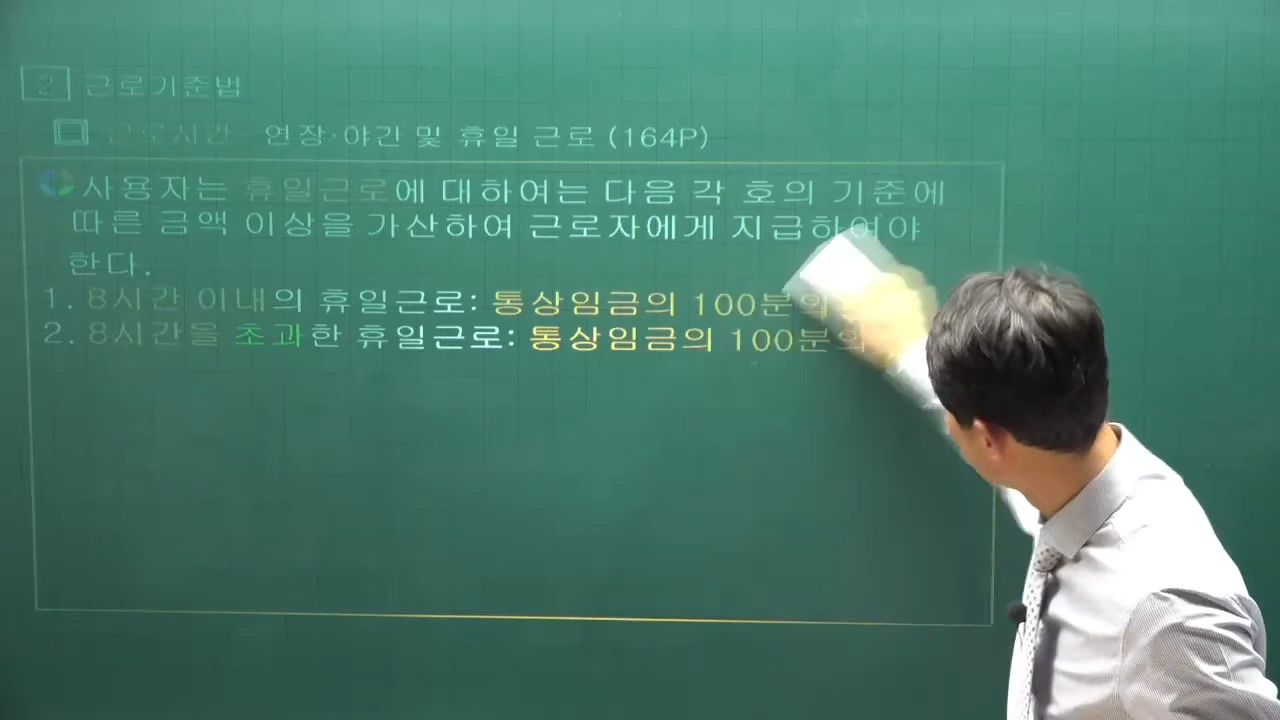 2 근로기준법
근로시간 연장·야간 및 휴일 근로 (164P)
사용자는 휴일근로에 대하여는 다음 각 호의 기준에
따른 금액 이상을 가산하여 근로자에게 지급하여야
한다.
1. 8시간 이내의 휴일근로: 통상임금의 100분의
2. 8시간을 초과한 휴일근로: 통상임금의 100분의